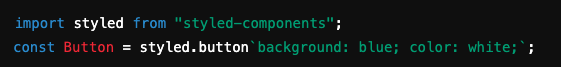 import styled from "styled-components";
const Button = styled.button`background: blue; color: white;`;